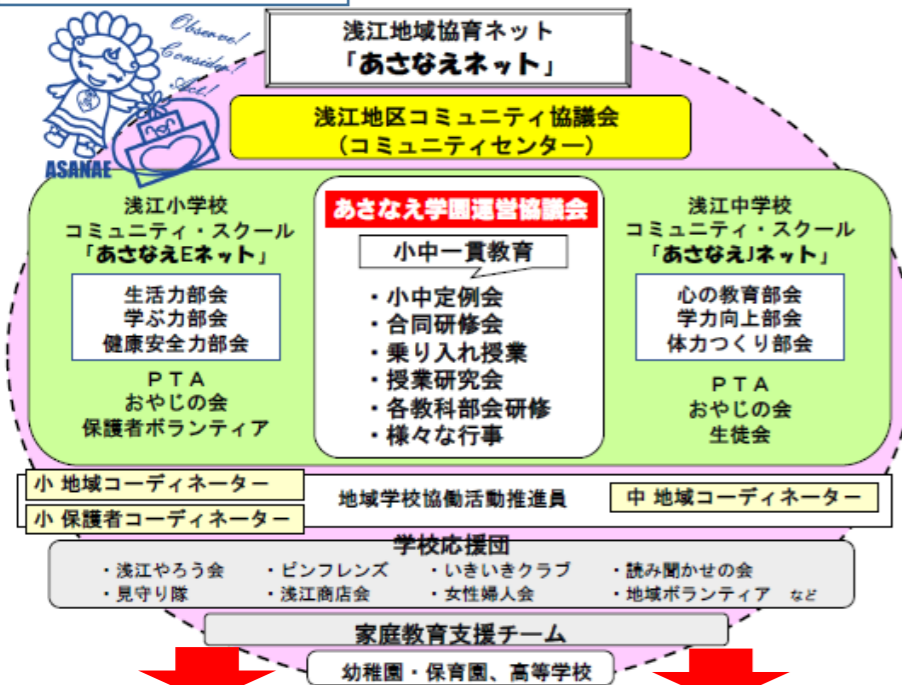 Observe!
Consider!
Act!
ASANAE
浅江地域協育ネット
「あさなえネット」
浅江地区コミュニティ協議会
(コミュニティセンター)
浅江小学校
コミュニティ・スクール
「あさなえEネット」
生活力部会
学ぶ力部会
健康安全力部会
PTA
おやじの会
保護者ボランティア
あさなえ学園運営協議会
小中一貫教育
・小中定例会
・合同研修会
・乗り入れ授業
・授業研究会
・各教科部会研修
・様々な行事
浅江中学校
コミュニティ・スクール
「あさなえJネット」
心の教育部会
学力向上部会
体力つくり部会
PTA
おやじの会
生徒会
小 地域コーディネーター
小 保護者コーディネーター
地域学校協働活動推進員
中 地域コーディネーター
学校応援団
・浅江やろう会 ・ビンフレンズ ・いきいきクラブ ・読み聞かせの会
・見守り隊 ・浅江商店会 ・女性婦人会 ・地域ボランティア など
家庭教育支援チーム
幼稚園・保育園、高等学校